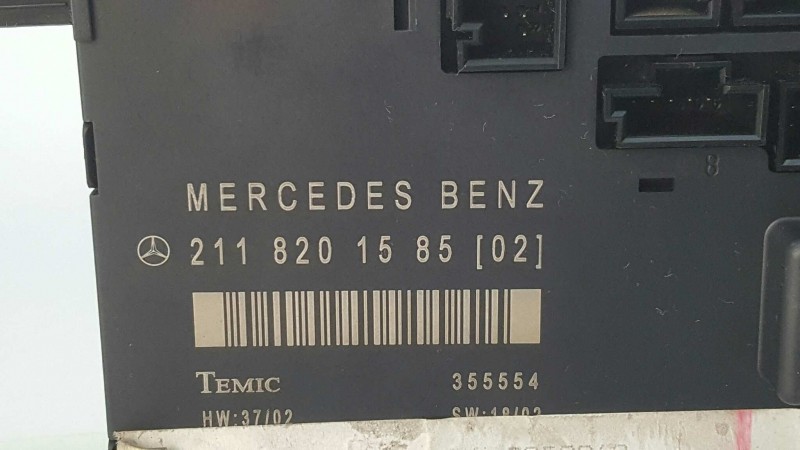 8
MERCEDES BENZ
211 820 15 85 [02]
TEMIC 355554
HW:37/02 SW:18/02